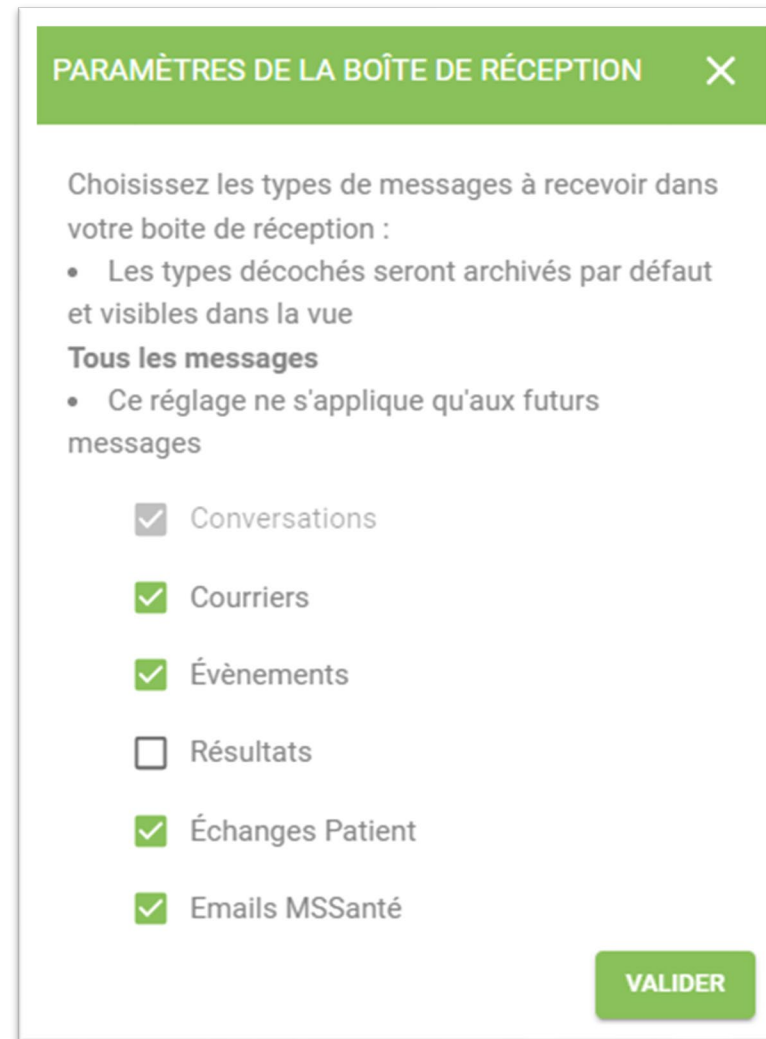 PARAMÈTRES DE LA BOÎTE DE RÉCEPTION
Choisissez les types de messages à recevoir dans
votre boite de réception :
• Les types décochés seront archivés par défaut
et visibles dans la vue
Tous les messages
• Ce réglage ne s'applique qu'aux futurs
messages
Conversations
Courriers
Évènements
Résultats
Échanges Patient
Emails MSSanté
VALIDER